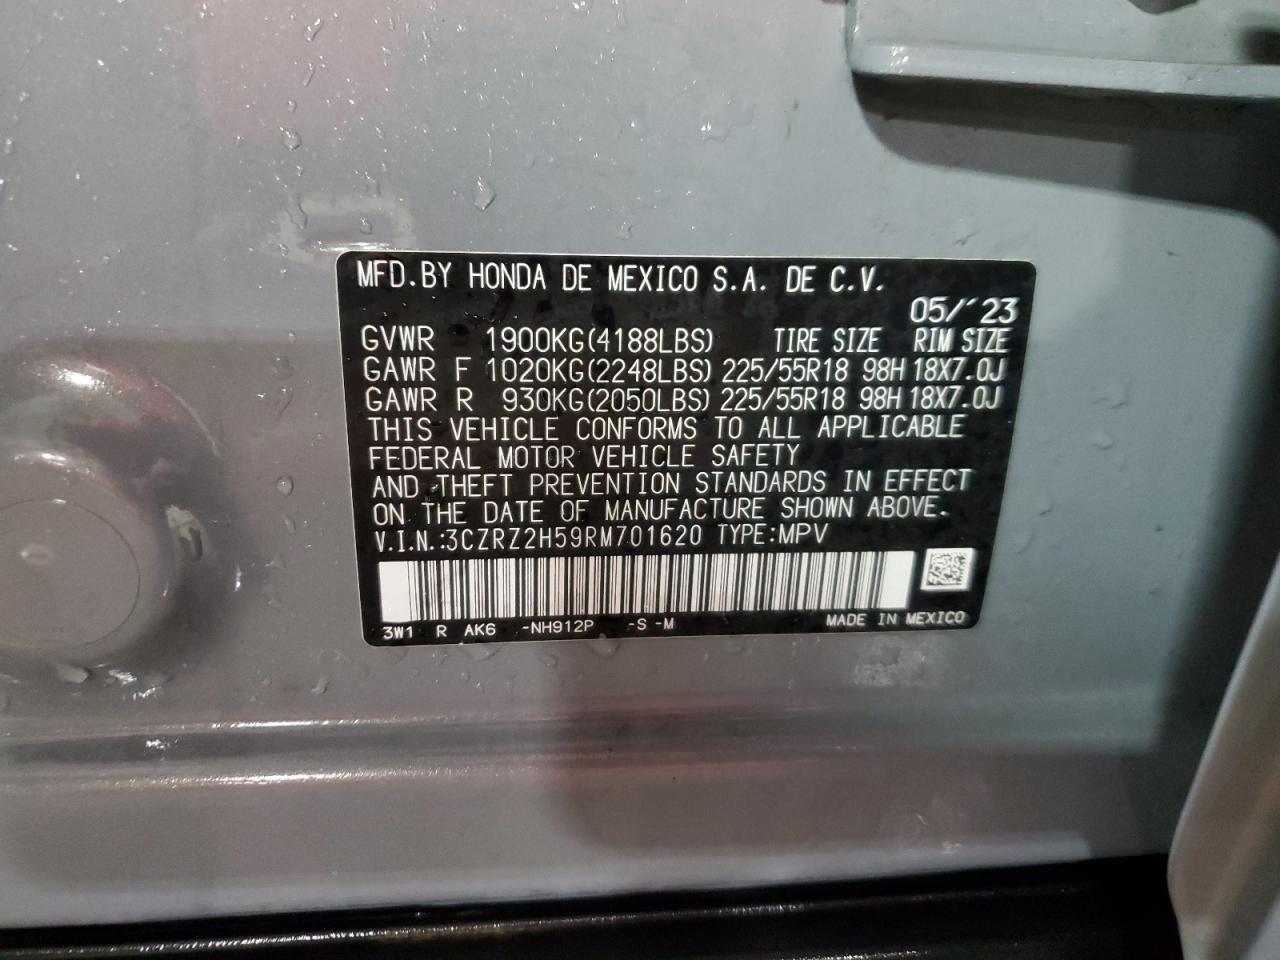 MFD.BY HONDA DE MEXICO S.A. DE C.V.
05/´23
GVWR 1900KG(4188LBS) TIRE SIZE RIM SIZE
GAWR F 1020KG(2248LBS) 225/55R18 98H 18X7.0J
GAWR R 930KG(2050LBS) 225/55R18 98H 18X7.0J
THIS VEHICLE CONFORMS TO ALL APPLICABLE
FEDERAL MOTOR VEHICLE SAFETY
AND THEFT PREVENTION STANDARDS IN EFFECT
ON THE DATE OF MANUFACTURE SHOWN ABOVE.
V.I.N.:3CZRZ2H59RM701620 TYPE:MPV
3W1 R AK6 -NH912P -S -M MADE IN MEXICO